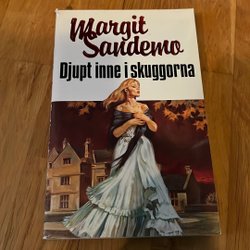 Margit
Sandemo
Djupt inne i skuggorna